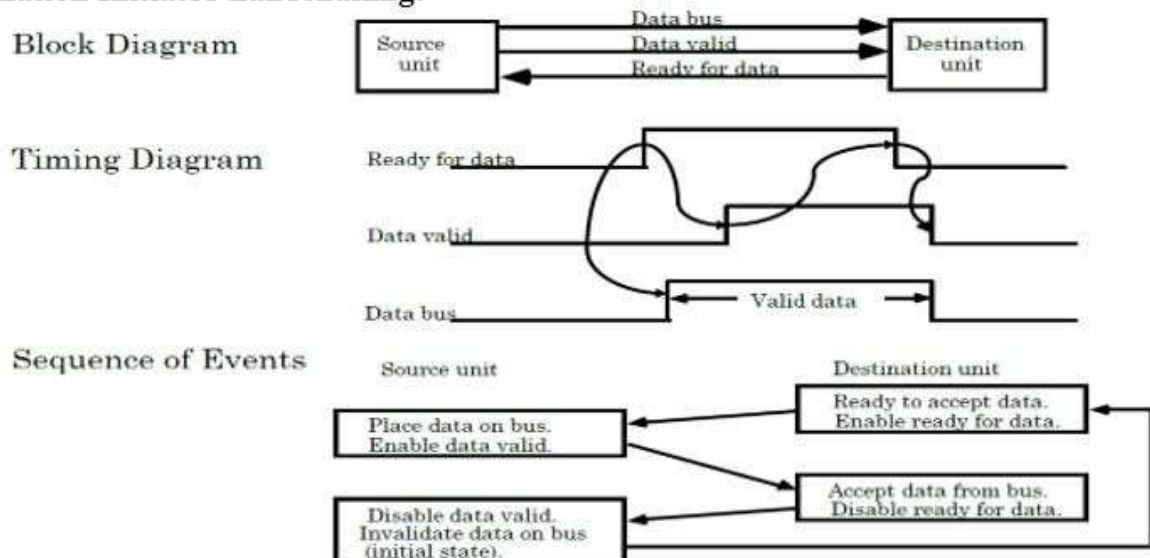 Block Diagram
Source
unit
Data bus
Data valid
Ready for data
Destination
unit
Timing Diagram
Ready for data
Data valid
Data bus
Valid data
Sequence of Events
Source unit
Destination unit
Ready to accept data.
Enable ready for data.
Place data on bus.
Enable data valid.
Accept data from bus.
Disable ready for data.
Disable data valid.
Invalidate data on bus
(initial state).